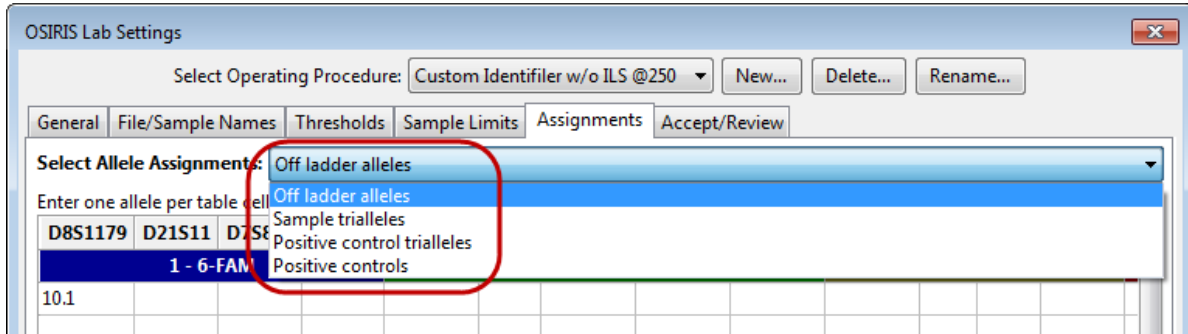 OSIRIS Lab Settings
Select Operating Procedure: Custom Identifiler w/o ILS @250 New... Delete... Rename...
General File/Sample Names Thresholds Sample Limits Assignments Accept/Review
Select Allele Assignments: Off ladder alleles
Off ladder alleles
Enter one allele per table cell
Sample trialleles
D8S1179 D21S11 D7S8
Positive control trialleles
1 - 6-FAM Positive controls
10.1